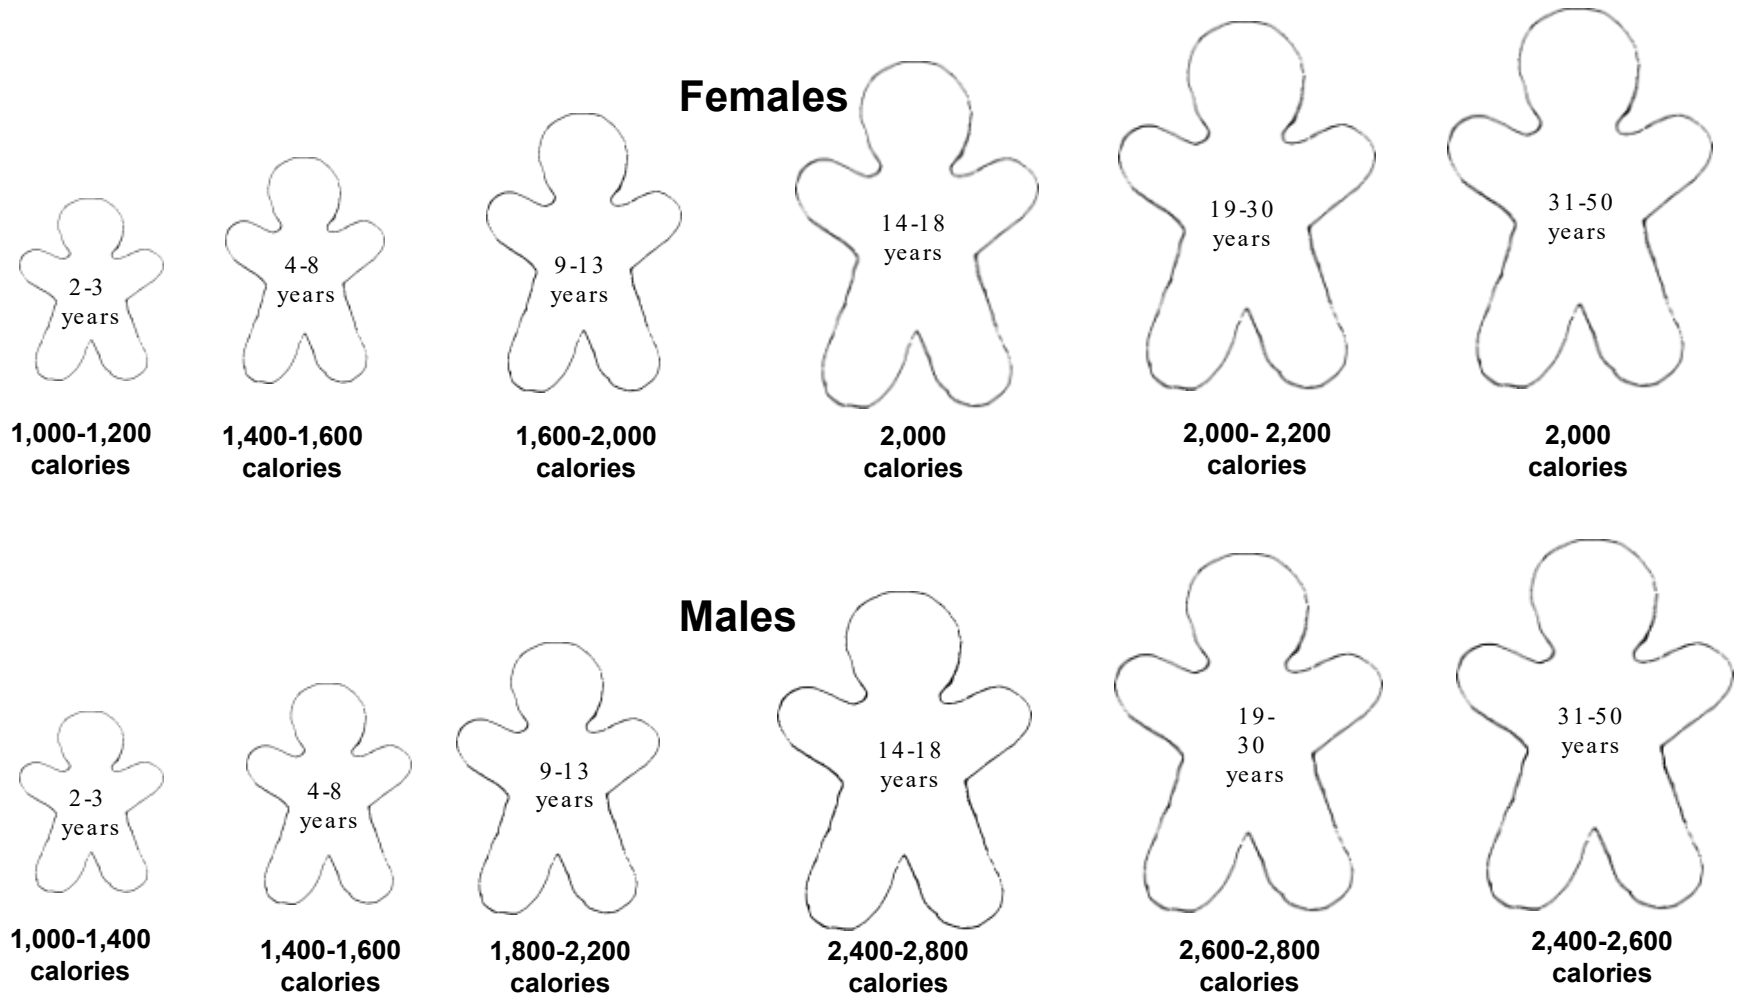 Females
2-3
years
4-8
years
9-13
years
14-18
years
19-30
years
31-50
years
1,000-1,200
calories
1,400-1,600
calories
1,600-2,000
calories
2,000
calories
2,000- 2,200
calories
2,000
calories
Males
2-3
years
4-8
years
9-13
years
14-18
years
19-
30
years
31-50
years
1,000-1,400
calories
1,400-1,600
calories
1,800-2,200
calories
2,400-2,800
calories
2,600-2,800
calories
2,400-2,600
calories